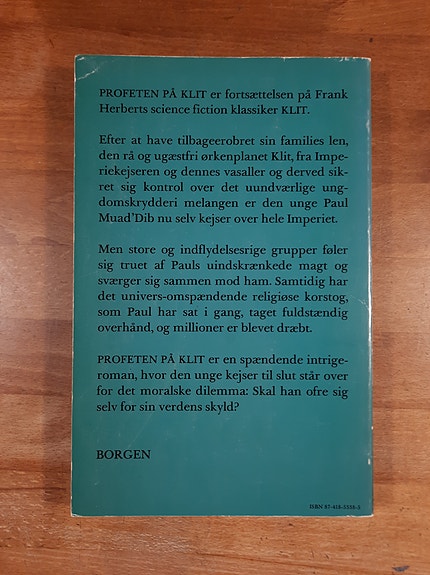 PROFETEN PÅ KLIT er fortsættelsen på Frank
Herberts science fiction klassiker KLIT.
Efter at have tilbageerobret sin families len,
den rå og ugæstfri ørkenplanet Klit, fra Impe-
riekejseren og dennes vasaller og derved sik-
ret sig kontrol over det uundværlige ung-
domskrydderi melangen er den unge Paul
Muad'Dib nu selv kejser over hele Imperiet.
Men store og indflydelsesrige grupper føler
sig truet af Pauls uindskrænkede magt og
sværger sig sammen mod ham. Samtidig har
det univers-omspændende religiøse korstog,
som Paul har sat i gang, taget fuldstændig
overhånd, og millioner er blevet dræbt.
PROFETEN PÅ KLIT er en spændende intrige-
roman, hvor den unge kejser til slut står over
for det moralske dilemma: Skal han ofre sig
selv for sin verdens skyld?
BORGEN
ISBN 87-418-5558-5